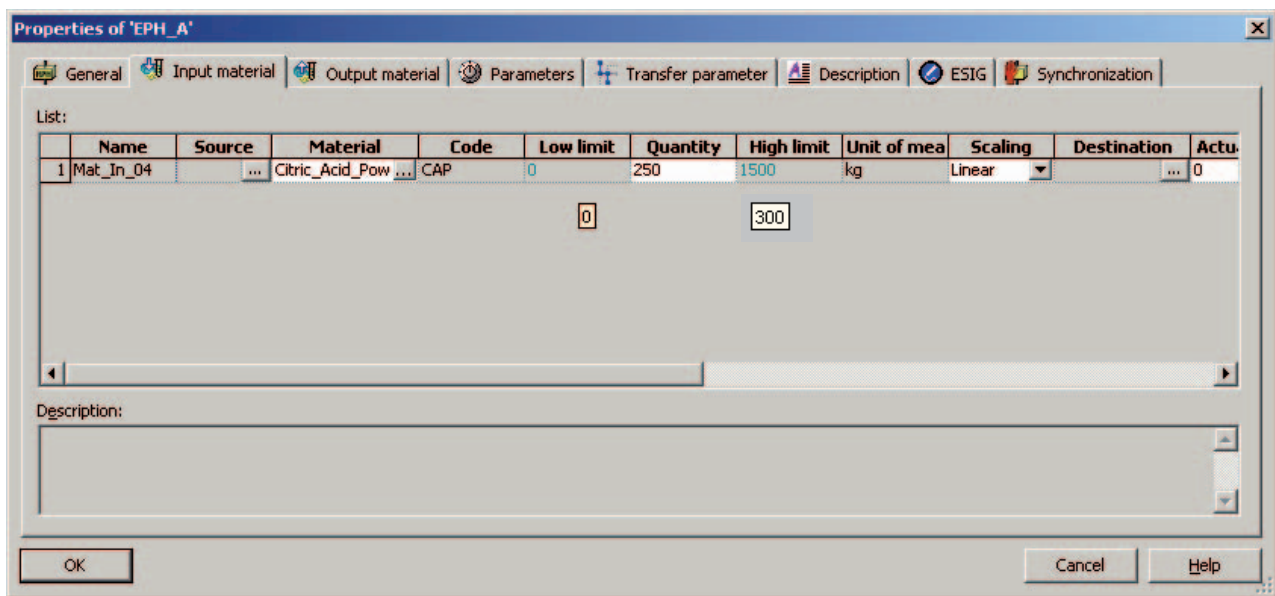 Properties of 'EPH_A'
General Input material Output material Parameters Transfer parameter Description ESIG Synchronization
List:
Name Source Material Code Low limit Quantity High limit Unit of mea Scaling Destination Actu
1 Mat_In_04 ... Citric_Acid_Pow ... CAP 0 250 1500 kg Linear ... 0
0 300
Description:
OK Cancel Help